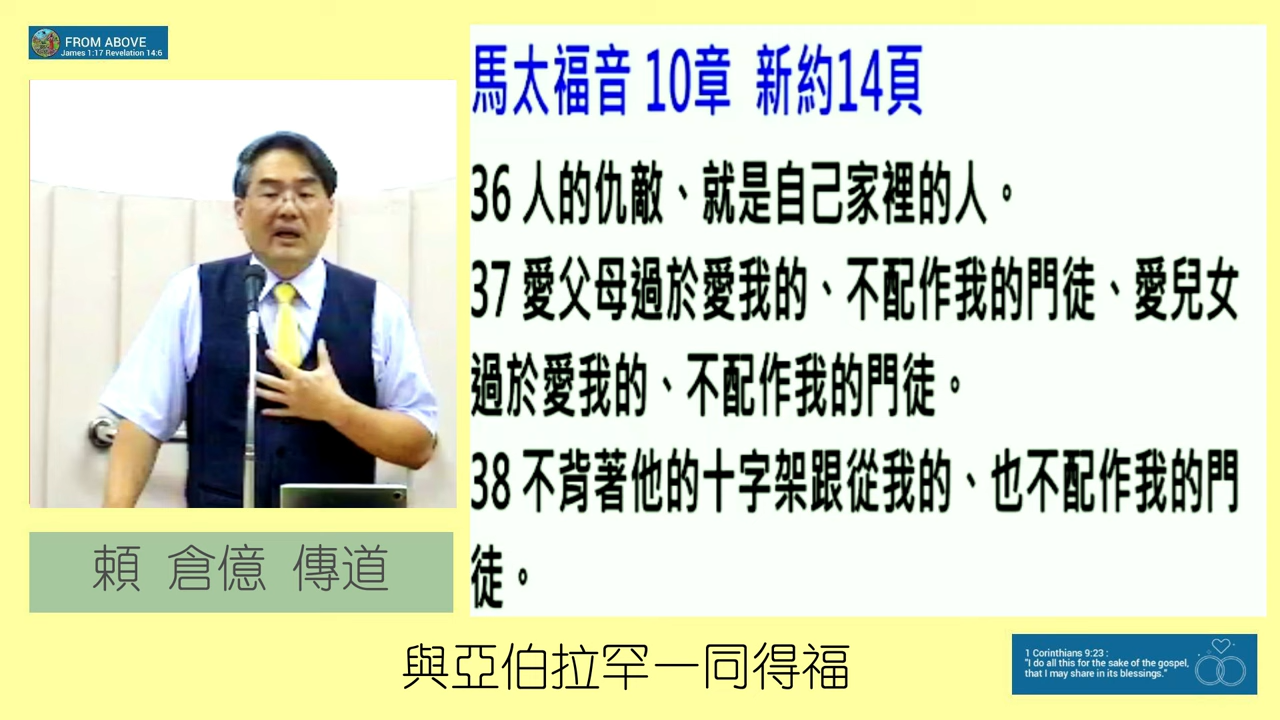 FROM ABOVE
James 1:17 Revelation 14:6
馬太福音 10章 新約14頁
36 人的仇敵、就是自己家裡的人。
37 愛父母過於愛我的、不配作我的門徒、愛兒女
過於愛我的、不配作我的門徒。
38 不背著他的十字架跟從我的、也不配作我的門
徒。
賴 倉億 傳道
與亞伯拉罕一同得福
1 Corinthians 9:23 :
"I do all this for the sake of the gospel,
that I may share in its blessings."